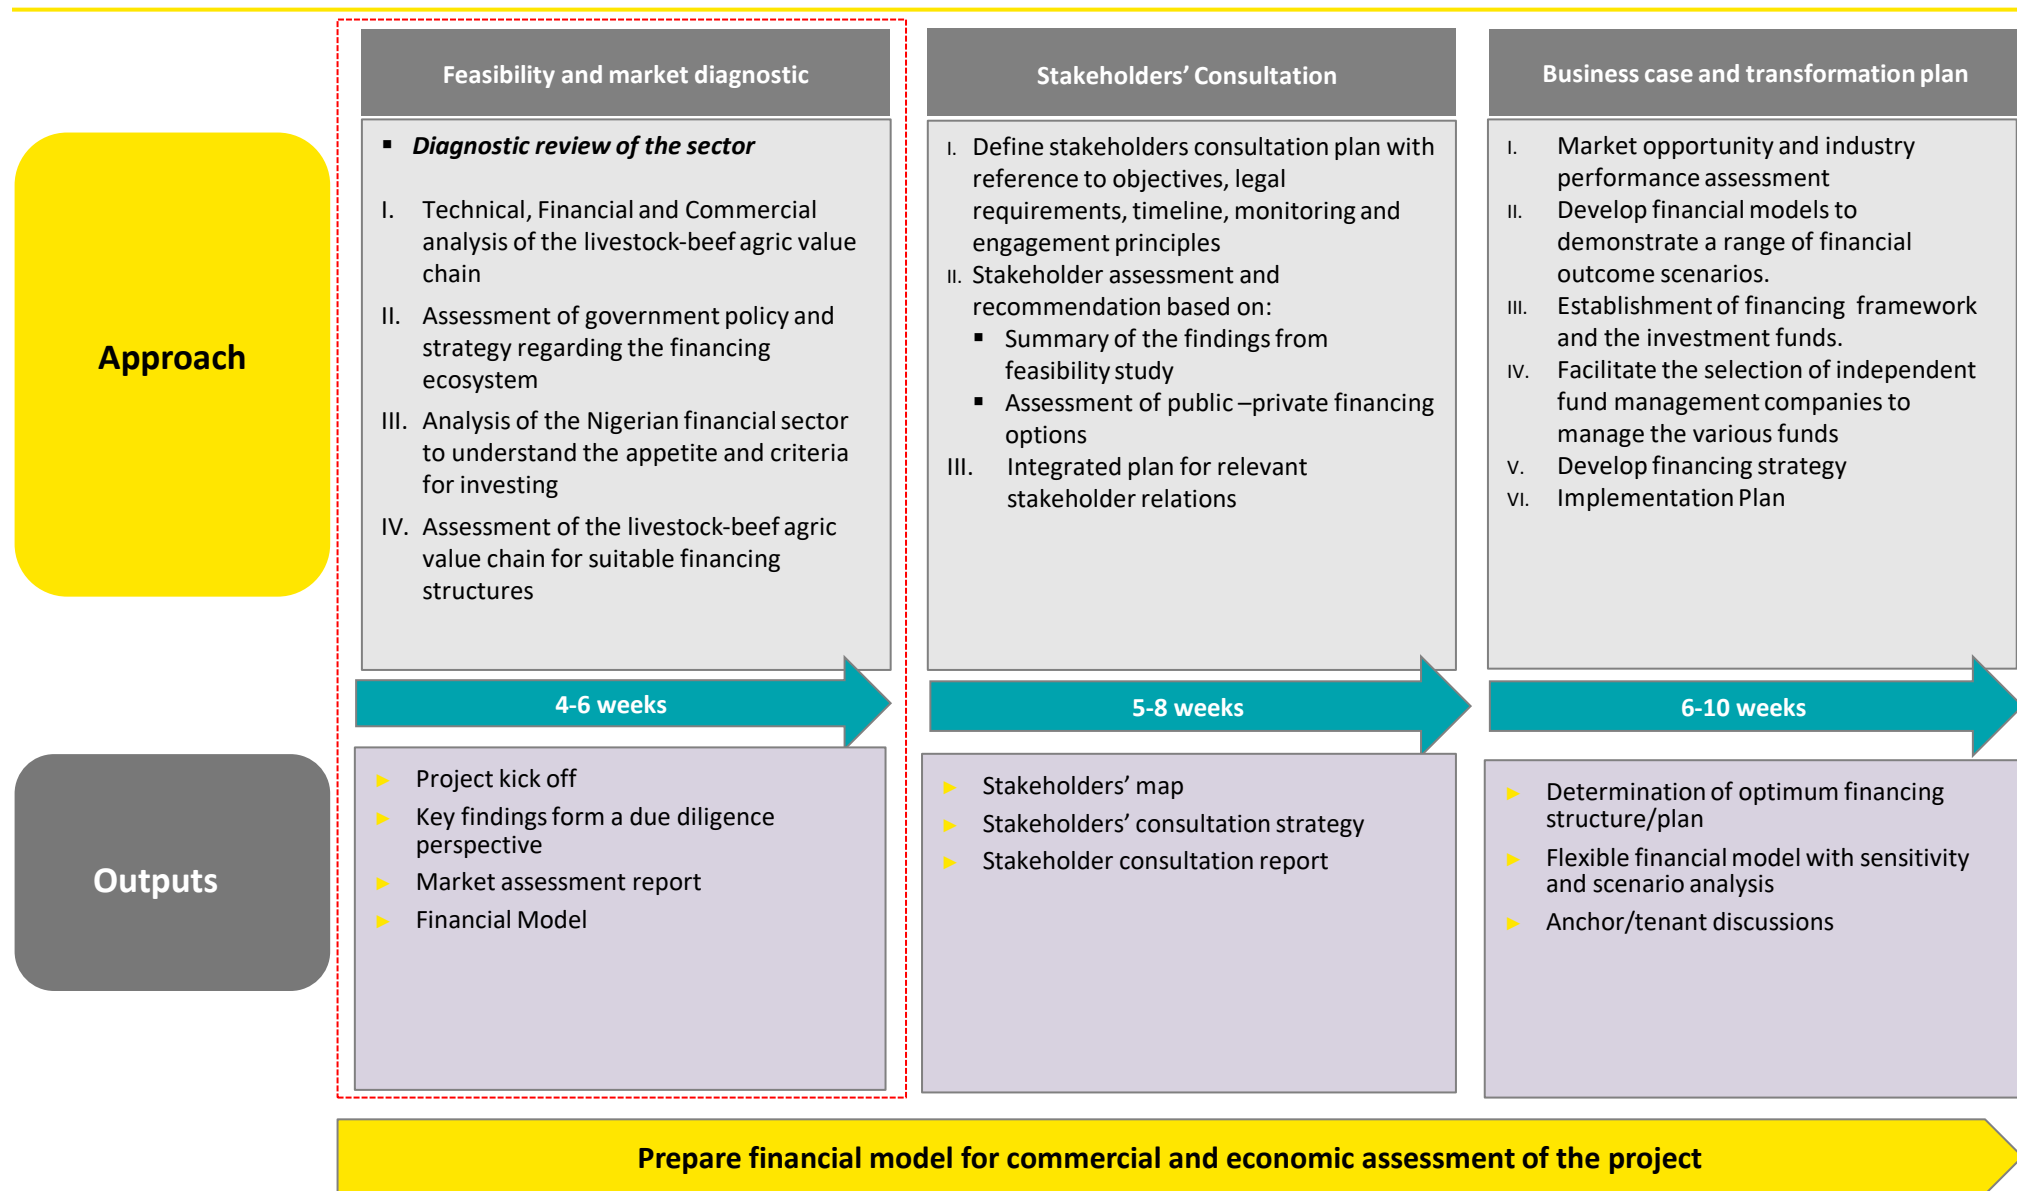 Feasibility and market diagnostic
Stakeholders’ Consultation
Business case and transformation plan
Approach
▪ Diagnostic review of the sector
I. Technical, Financial and Commercial
analysis of the livestock-beef agric value
chain
II. Assessment of government policy and
strategy regarding the financing
ecosystem
III. Analysis of the Nigerian financial sector
to understand the appetite and criteria
for investing
IV. Assessment of the livestock-beef agric
value chain for suitable financing
structures
I. Define stakeholders consultation plan with
reference to objectives, legal
requirements, timeline, monitoring and
engagement principles
II. Stakeholder assessment and
recommendation based on:
▪ Summary of the findings from
feasibility study
▪ Assessment of public –private financing
options
III. Integrated plan for relevant
stakeholder relations
I. Market opportunity and industry
performance assessment
II. Develop financial models to
demonstrate a range of financial
outcome scenarios.
III. Establishment of financing framework
and the investment funds.
IV. Facilitate the selection of independent
fund management companies to
manage the various funds
V. Develop financing strategy
VI. Implementation Plan
4-6 weeks
5-8 weeks
6-10 weeks
Outputs
► Project kick off
► Key findings form a due diligence
perspective
► Market assessment report
► Financial Model
► Stakeholders’ map
► Stakeholders’ consultation strategy
► Stakeholder consultation report
► Determination of optimum financing
structure/plan
► Flexible financial model with sensitivity
and scenario analysis
► Anchor/tenant discussions
Prepare financial model for commercial and economic assessment of the project